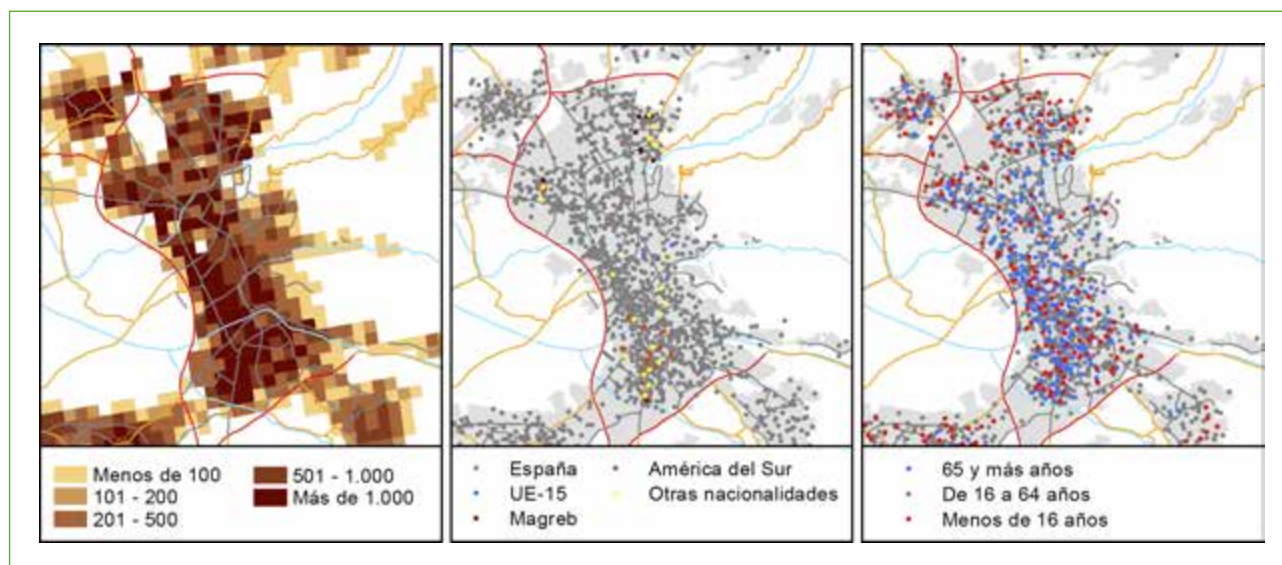 Menos de 100
101 - 200
201 - 500
501 - 1.000
Más de 1.000
España
UE-15
Magreb
América del Sur
Otras nacionalidades
65 y más años
De 16 a 64 años
Menos de 16 años